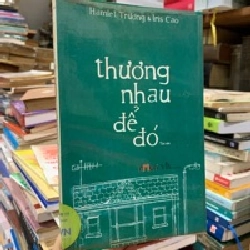 Hamlet Trương & Iris Cao
thương
nhau
để
đó